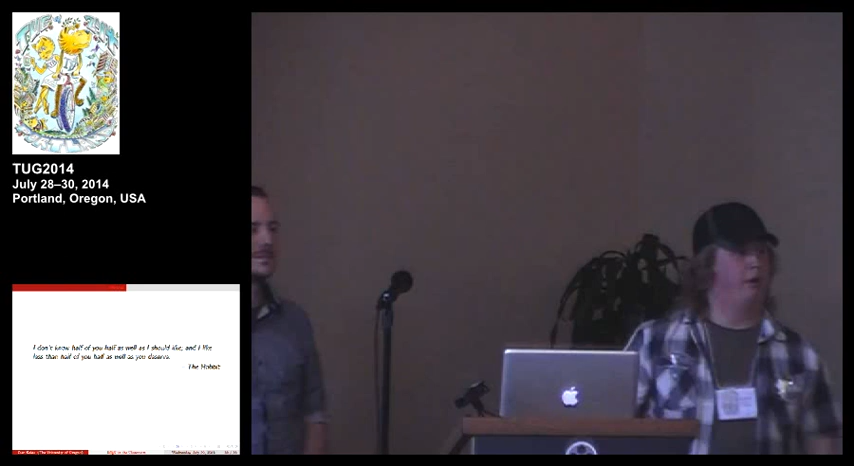 TUG2014
July 28–30, 2014
Portland, Oregon, USA
I don't know half of you half as well as I should like; and I like
less than half of you half as well as you deserve.
The Hobbit